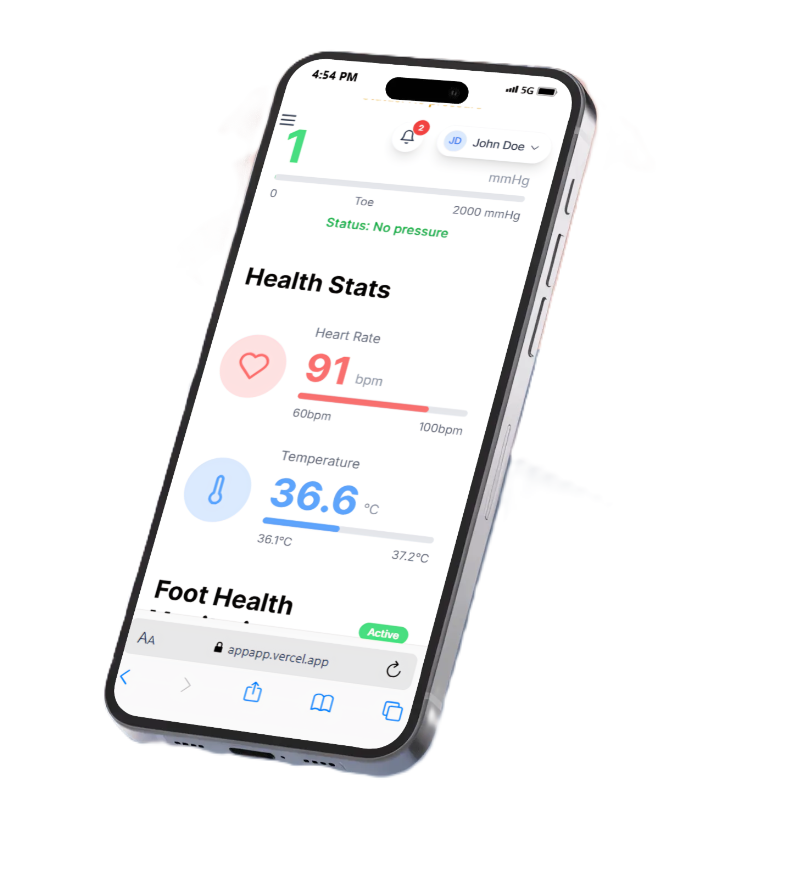 4:54 PM
5G
2
JD John Doe
1
mmHg
0 Toe 2000 mmHg
Status: No pressure
Health Stats
Heart Rate
91 bpm
60bpm 100bpm
Temperature
36.6 °C
36.1°C 37.2°C
Foot Health
Active
AA appapp.vercel.app